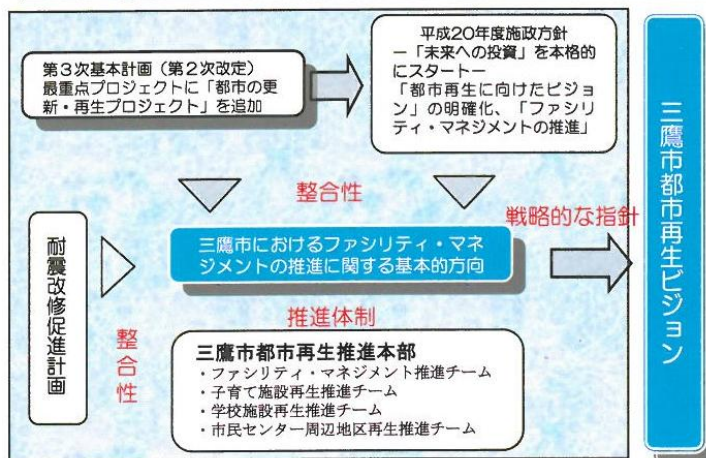 第3次基本計画（第2次改定）
最重点プロジェクトに「都市の更
新・再生プロジェクト」を追加
平成20年度施政方針
－「未来への投資」を本格的
にスタート－
「都市再生に向けたビジョ
ン」の明確化、「ファシリ
ティ・マネジメントの推進」
整合性
戦略的な指針
耐震改修促進計画
整合性
三鷹市におけるファシリティ・マネ
ジメントの推進に関する基本的方向
推進体制
三鷹市都市再生推進本部
・ファシリティ・マネジメント推進チーム
・子育て施設再生推進チーム
・学校施設再生推進チーム
・市民センター周辺地区再生推進チーム
三鷹市都市再生ビジョン